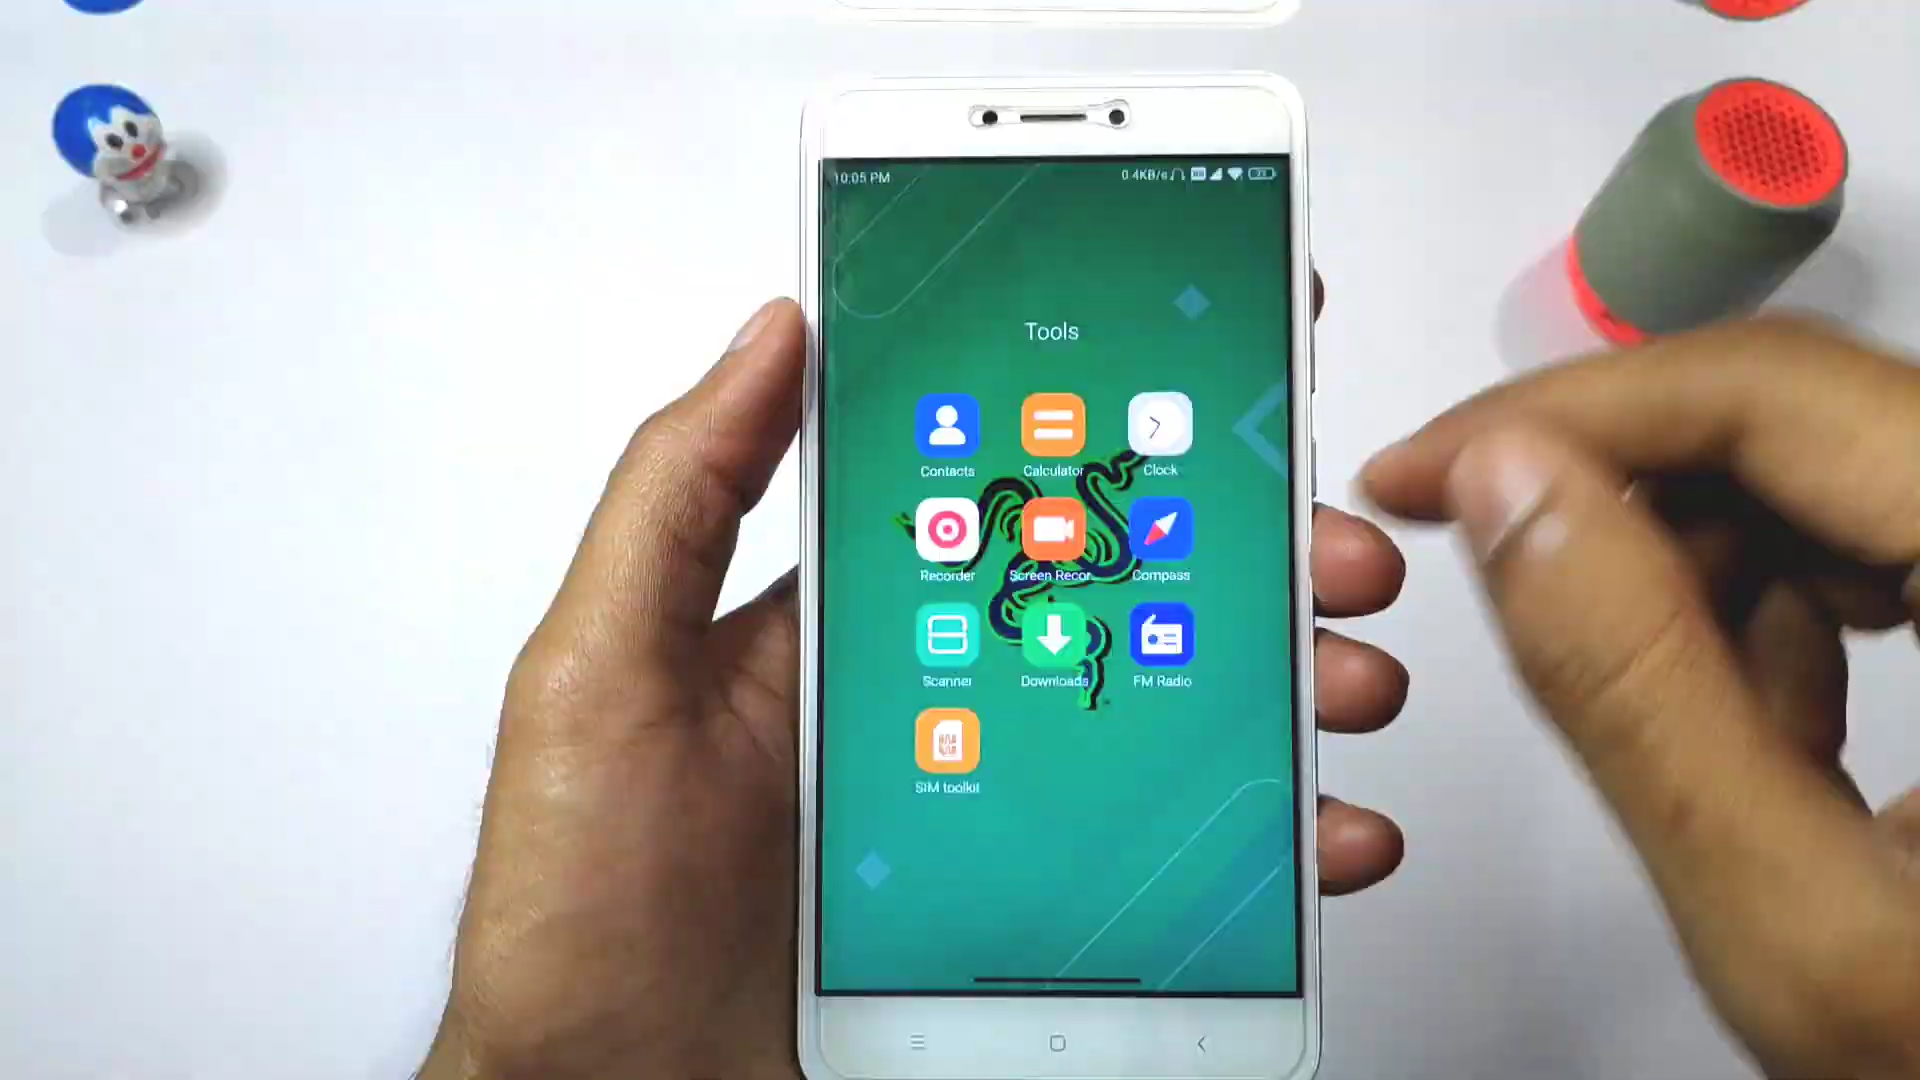 10:05 PM
0.4KB/s
Tools
Contacts
Calculator
Clock
Recorder
Screen Recor
Compass
Scanner
Downloads
FM Radio
SIM toolkit